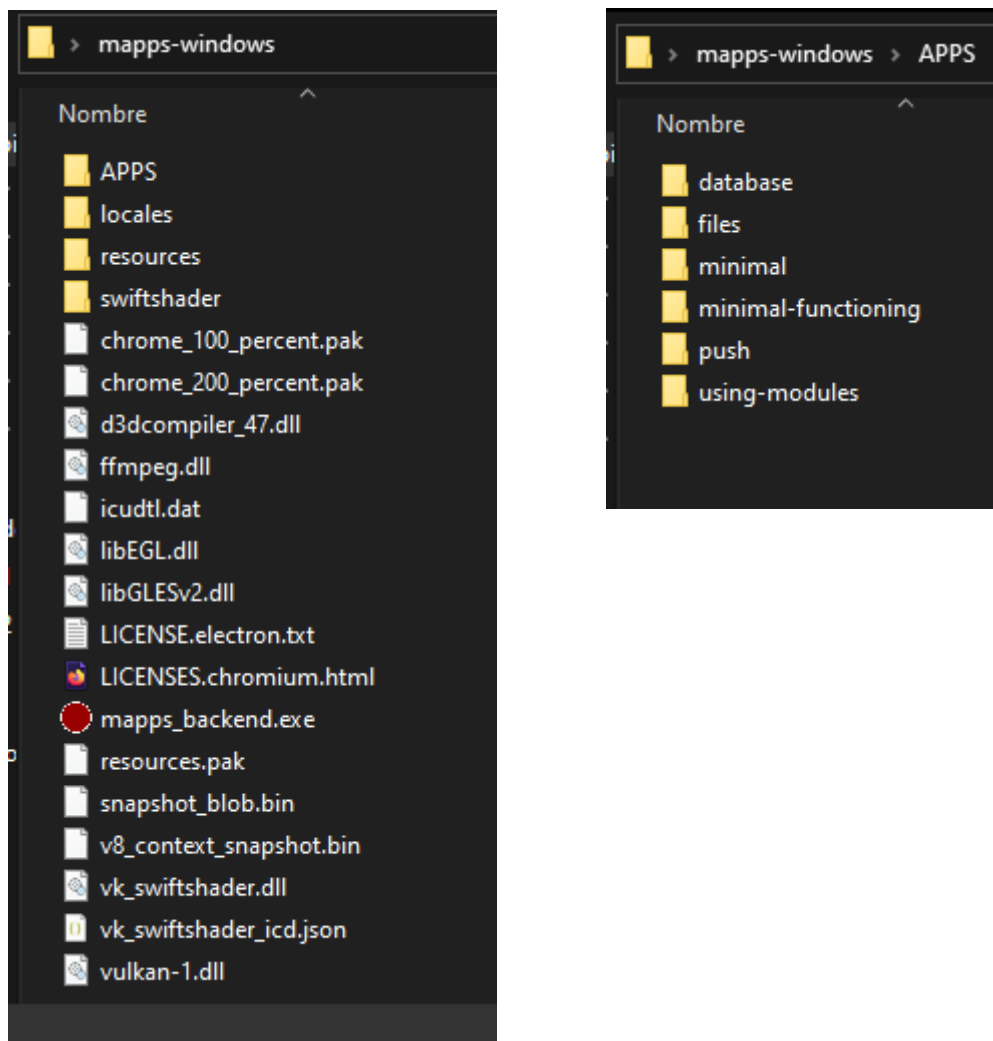 mapps-windows
Nombre
APPS
locales
resources
swiftshader
chrome_100_percent.pak
chrome_200_percent.pak
d3dcompiler_47.dll
ffmpeg.dll
icudtl.dat
libEGL.dll
libGLESv2.dll
LICENSE.electron.txt
LICENSES.chromium.html
mapps_backend.exe
resources.pak
snapshot_blob.bin
v8_context_snapshot.bin
vk_swiftshader.dll
vk_swiftshader_icd.json
vulkan-1.dll
mapps-windows > APPS
Nombre
database
files
minimal
minimal-functioning
push
using-modules